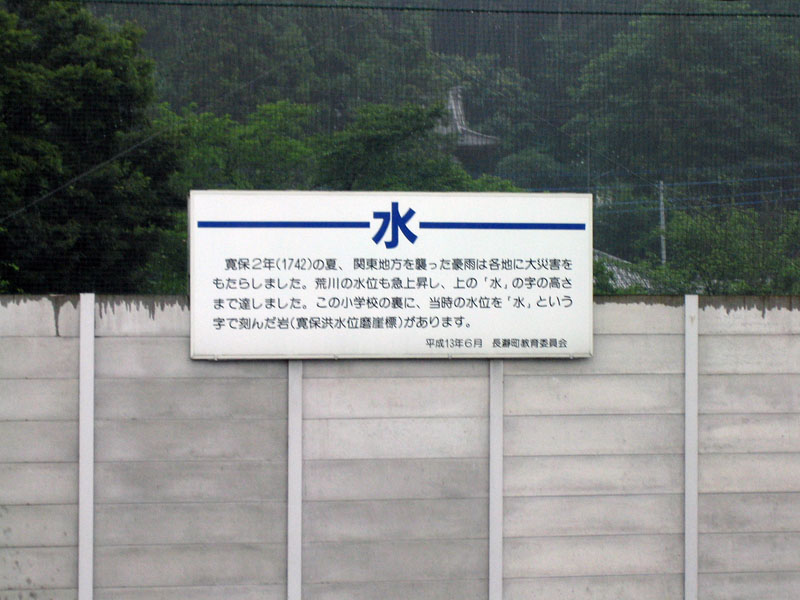 水
寛保2年(1742)の夏、関東地方を襲った豪雨は各地に大災害を
もたらしました。荒川の水位も急上昇し、上の「水」の字の高さ
まで達しました。この小学校の裏に、当時の水位を「水」という
字で刻んだ岩(寛保洪水位磨崖標)があります。
平成13年6月 長瀞町教育委員会